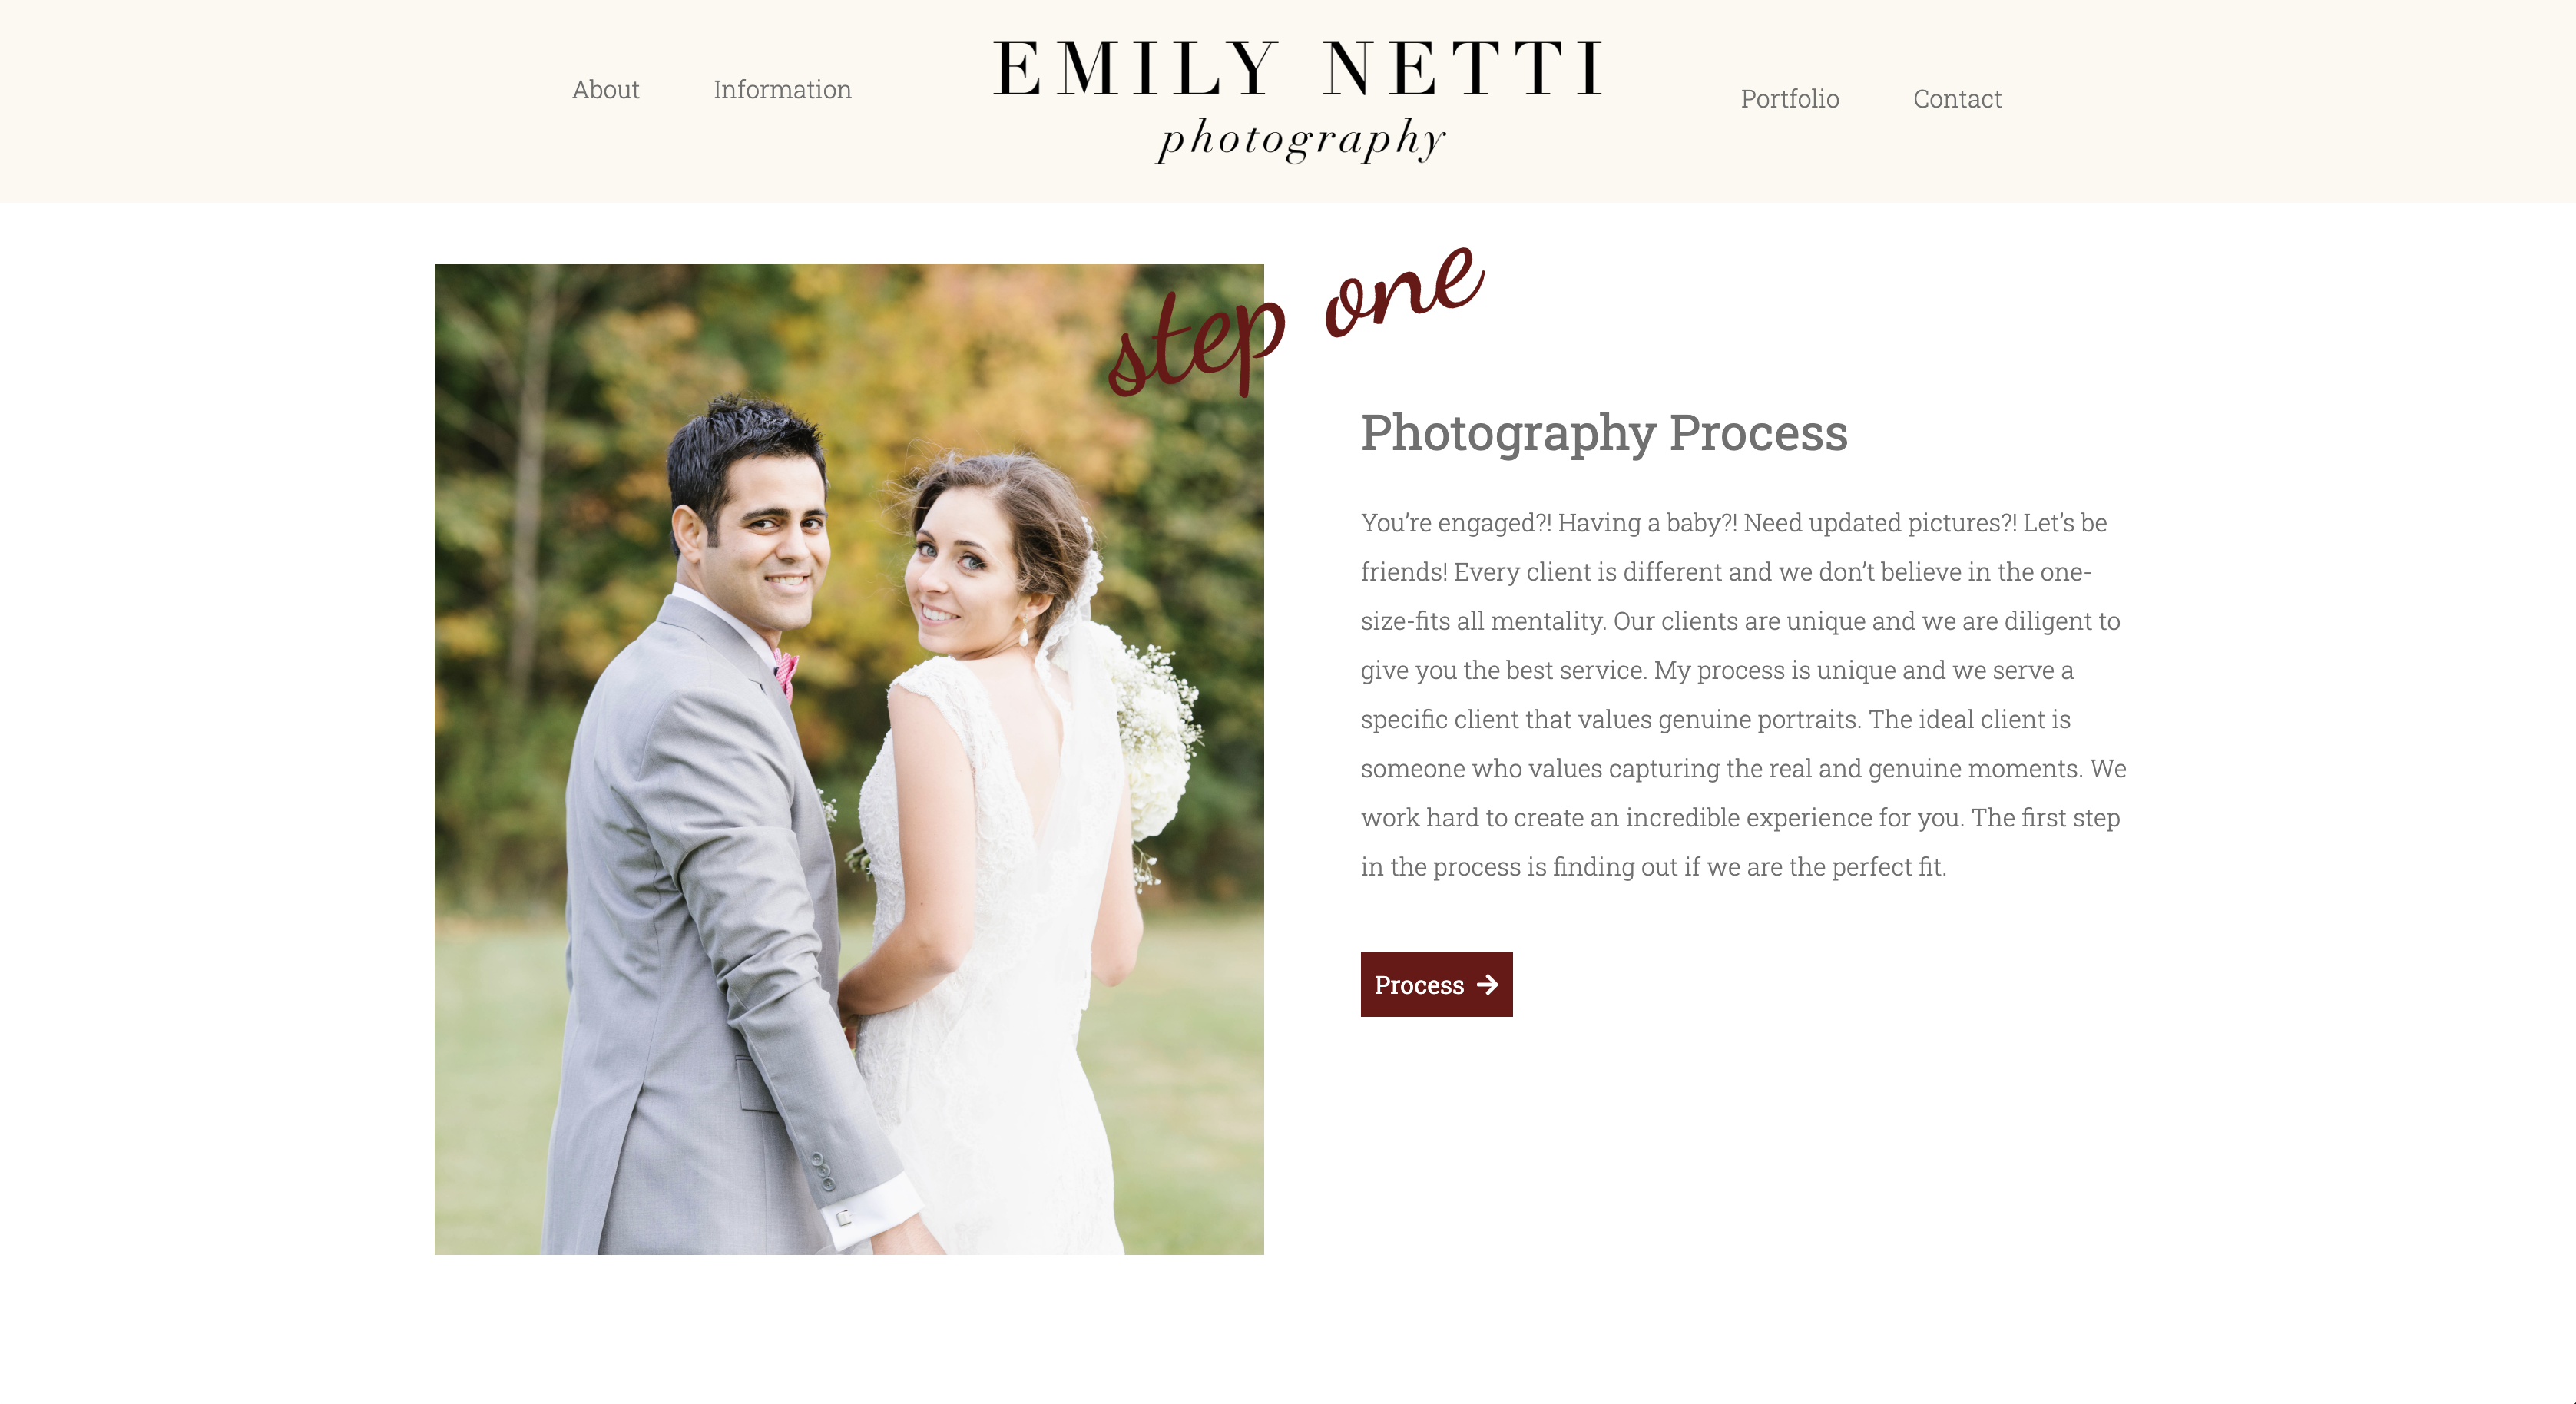 About
Information
EMILY NETTI
photography
Portfolio
Contact
step one
Photography Process
You’re engaged?! Having a baby?! Need updated pictures?! Let’s be
friends! Every client is different and we don’t believe in the one-
size-fits all mentality. Our clients are unique and we are diligent to
give you the best service. My process is unique and we serve a
specific client that values genuine portraits. The ideal client is
someone who values capturing the real and genuine moments. We
work hard to create an incredible experience for you. The first step
in the process is finding out if we are the perfect fit.
Process →